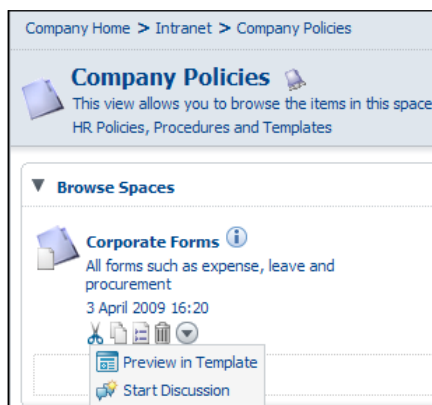 Company Home > Intranet > Company Policies
Company Policies
This view allows you to browse the items in this space
HR Policies, Procedures and Templates
Browse Spaces
Corporate Forms
All forms such as expense, leave and
procurement
3 April 2009 16:20
Preview in Template
Start Discussion